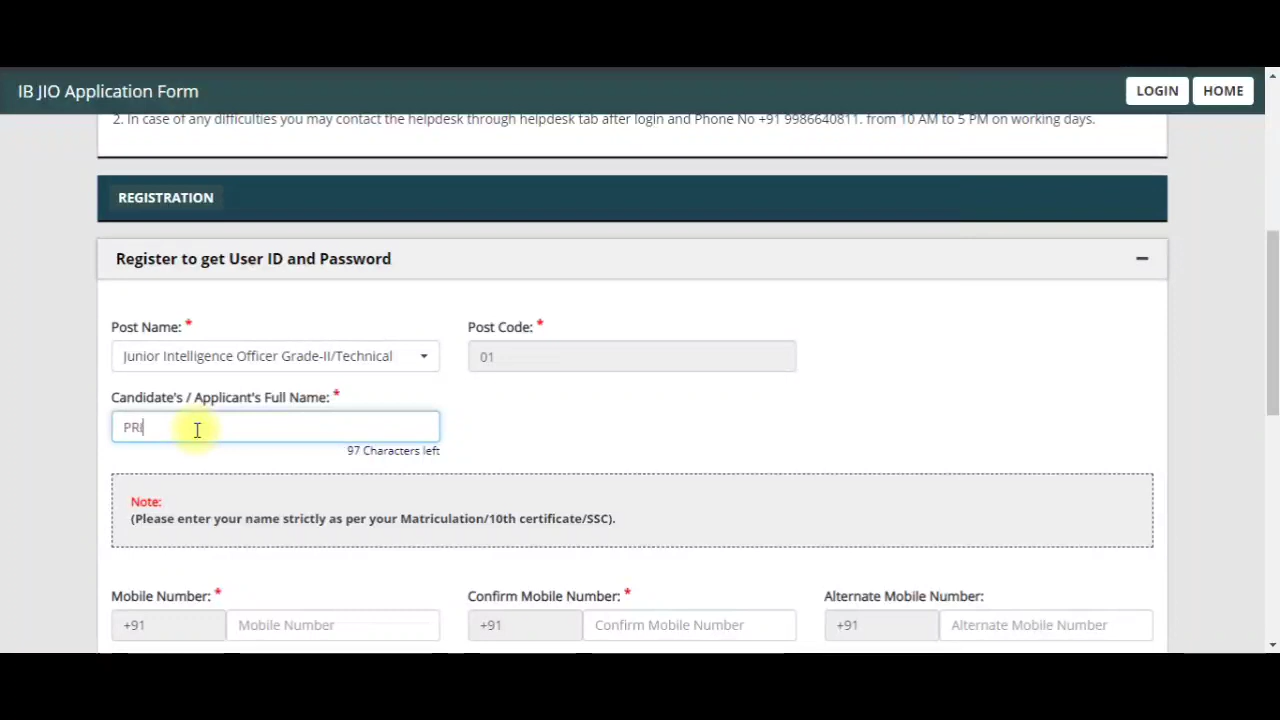 IB JIO Application Form
LOGIN HOME
2. In case of any difficulties you may contact the helpdesk through helpdesk tab after login and Phone No +91 9986640811. from 10 AM to 5 PM on working days.
REGISTRATION
Register to get User ID and Password
Post Name: *
Post Code: *
Junior Intelligence Officer Grade-II/Technical
01
Candidate's / Applicant's Full Name: *
PRI
97 Characters left
Note:
(Please enter your name strictly as per your Matriculation/10th certificate/SSC).
Mobile Number: *
Confirm Mobile Number: *
Alternate Mobile Number:
+91 Mobile Number
+91 Confirm Mobile Number
+91 Alternate Mobile Number